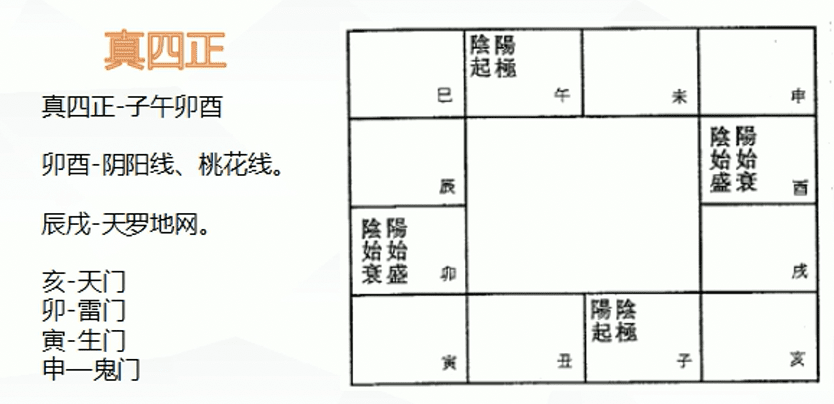 真四正
真四正-子午卯酉
卯酉-阴阳线、桃花线。
辰戌-天罗地网。
亥-天门
卯-雷门
寅-生门
申—鬼门
巳
陽極
陰起
午
未
申
辰
陽始衰
陰始盛
酉
陽始盛
陰始衰
卯
戌
寅
丑
陰極
陽起
子
亥